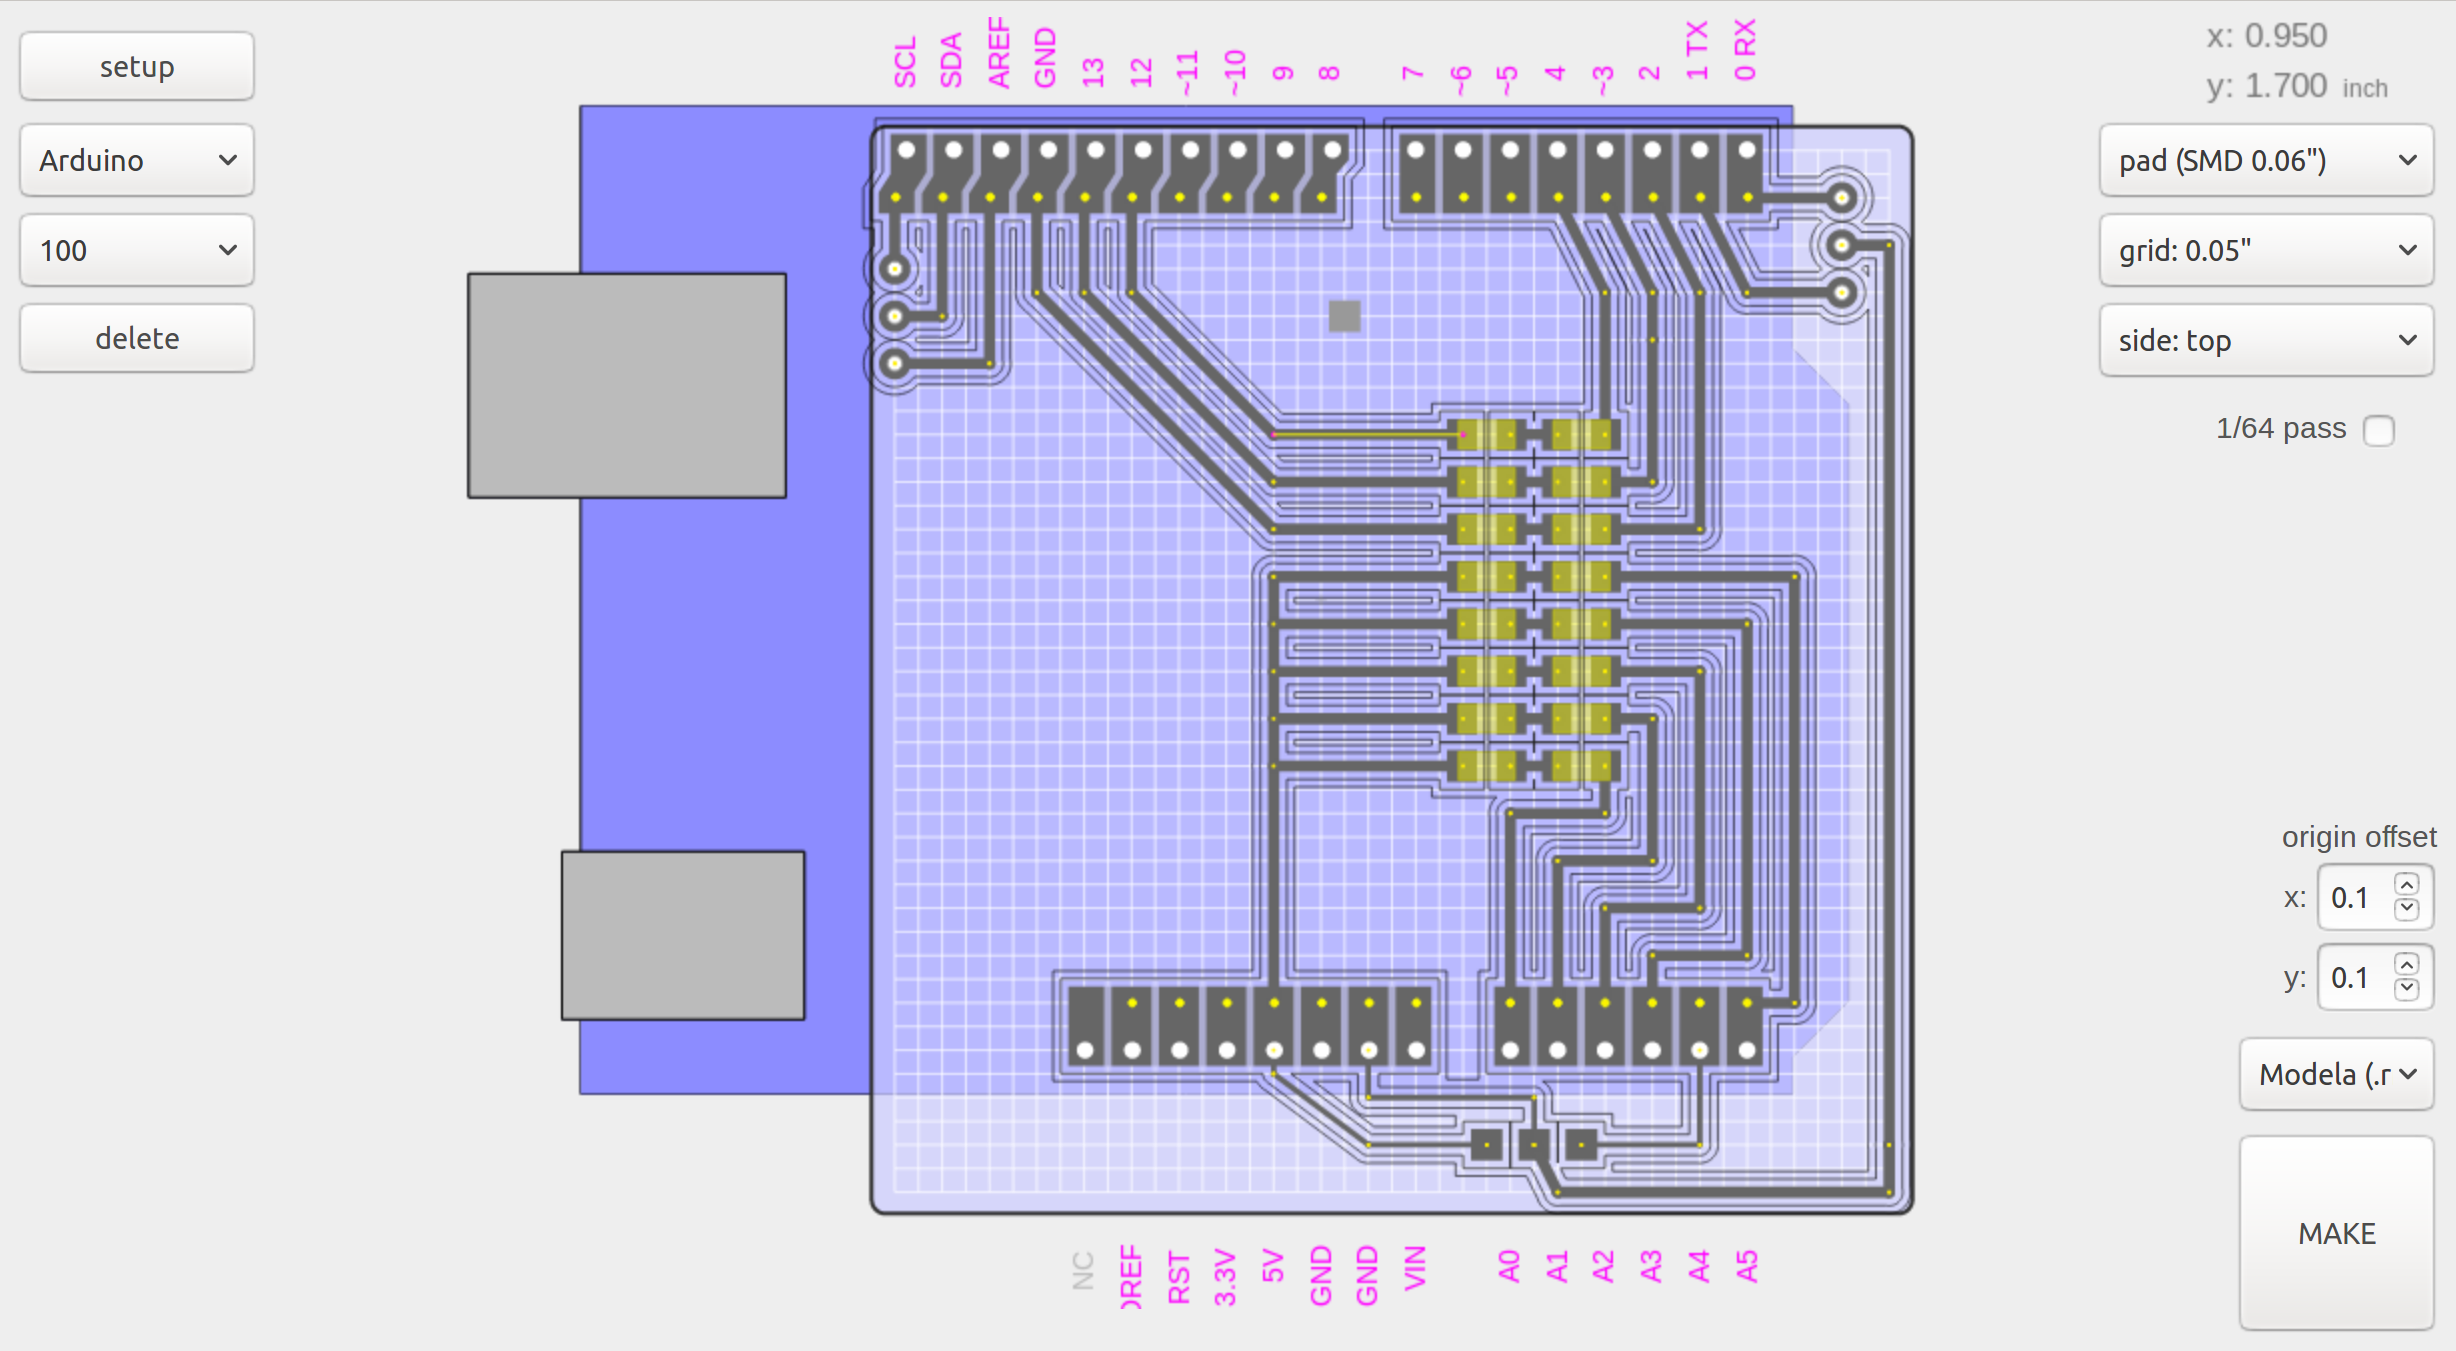 setup
Arduino
100
delete
SCL
SDA
AREF
GND
13
12
~11
~10
9
8
7
~6
~5
4
~3
2
1 TX
0 RX
x: 0.950
y: 1.700 inch
pad (SMD 0.06")
grid: 0.05"
side: top
1/64 pass
origin offset
x: 0.1
y: 0.1
Modela (.r
MAKE
NC
OREF
RST
3.3V
5V
GND
GND
VIN
A0
A1
A2
A3
A4
A5